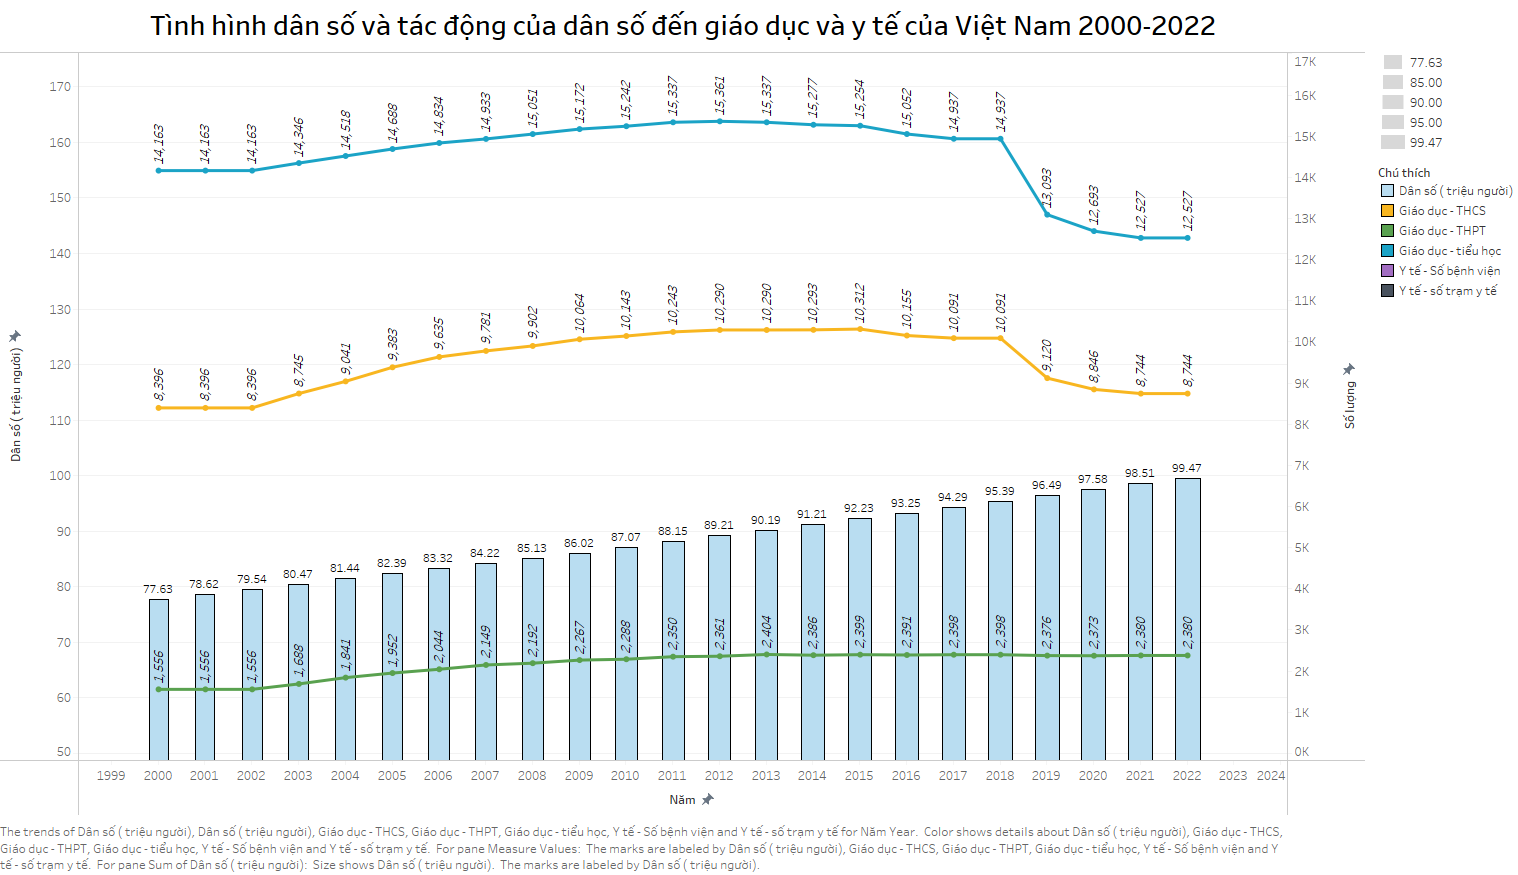 Tình hình dân số và tác động của dân số đến giáo dục và y tế của Việt Nam 2000-2022
Dân số ( triệu người)
170
160
150
140
130
120
110
100
90
80
70
60
50
14,163 14,163 14,163 14,346 14,518 14,688 14,834 14,933 15,051 15,172 15,242 15,337 15,361 15,337 15,277 15,254 15,052 14,937 14,937 13,093 12,693 12,527 12,527
8,396 8,396 8,396 8,745 9,041 9,383 9,635 9,781 9,902 10,064 10,143 10,243 10,290 10,290 10,293 10,312 10,155 10,091 10,091 9,120 8,846 8,744 8,744
77.63 78.62 79.54 80.47 81.44 82.39 83.32 84.22 85.13 86.02 87.07 88.15 89.21 90.19 91.21 92.23 93.25 94.29 95.39 96.49 97.58 98.51 99.47
1,556 1,556 1,556 1,688 1,841 1,952 2,044 2,149 2,192 2,267 2,288 2,350 2,361 2,404 2,386 2,399 2,391 2,398 2,398 2,376 2,373 2,380 2,380
17K
16K
15K
14K
13K
12K
11K
10K
9K
8K
7K
6K
5K
4K
3K
2K
1K
0K
Số lượng
1999 2000 2001 2002 2003 2004 2005 2006 2007 2008 2009 2010 2011 2012 2013 2014 2015 2016 2017 2018 2019 2020 2021 2022 2023 2024
Năm
77.63
85.00
90.00
95.00
99.47
Chú thích
Dân số ( triệu người)
Giáo dục - THCS
Giáo dục - THPT
Giáo dục - tiểu học
Y tế - Số bệnh viện
Y tế - số trạm y tế
The trends of Dân số ( triệu người), Dân số ( triệu người), Giáo dục - THCS, Giáo dục - THPT, Giáo dục - tiểu học, Y tế - Số bệnh viện and Y tế - số trạm y tế for Năm Year.  Color shows details about Dân số ( triệu người), Giáo dục - THCS,
Giáo dục - THPT, Giáo dục - tiểu học, Y tế - Số bệnh viện and Y tế - số trạm y tế.  For pane Measure Values:  The marks are labeled by Dân số ( triệu người), Giáo dục - THCS, Giáo dục - THPT, Giáo dục - tiểu học, Y tế - Số bệnh viện and Y
tế - số trạm y tế.  For pane Sum of Dân số ( triệu người):  Size shows Dân số ( triệu người).  The marks are labeled by Dân số ( triệu người).